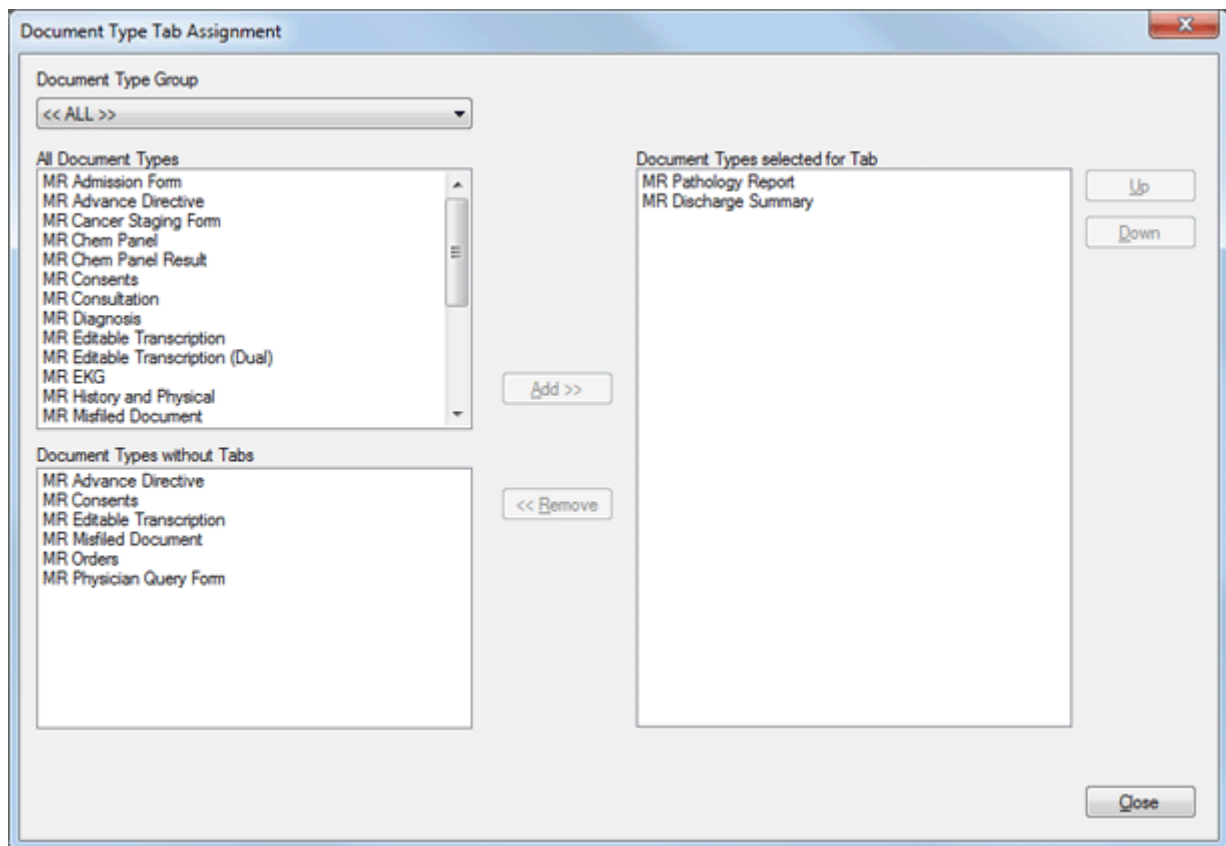 Document Type Tab Assignment
Document Type Group
<< ALL >>
All Document Types
MR Admission Form
MR Advance Directive
MR Cancer Staging Form
MR Chem Panel
MR Chem Panel Result
MR Consents
MR Consultation
MR Diagnosis
MR Editable Transcription
MR Editable Transcription (Dual)
MR EKG
MR History and Physical
MR Misfiled Document
Document Types without Tabs
MR Advance Directive
MR Consents
MR Editable Transcription
MR Misfiled Document
MR Orders
MR Physician Query Form
Add >>
<< Remove
Document Types selected for Tab
MR Pathology Report
MR Discharge Summary
Up
Down
Close